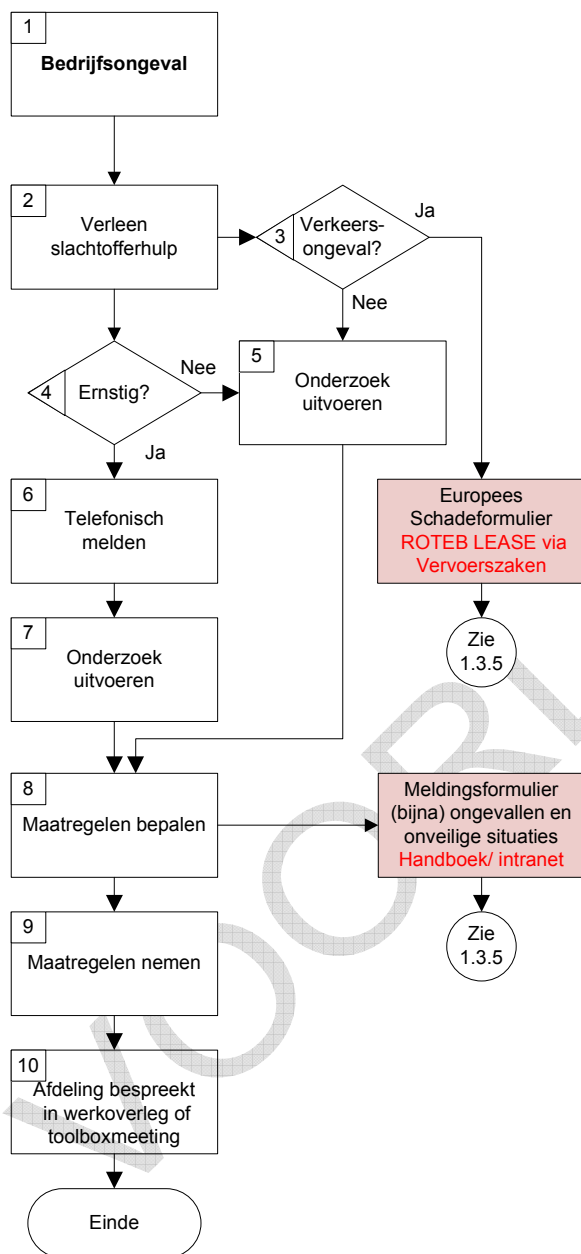 1
Bedrijfsongeval
2
Verleen
slachtofferhulp
3
Verkeers-
ongeval?
Ja
Nee
4
Ernstig?
Nee
Ja
5
Onderzoek
uitvoeren
6
Telefonisch
melden
Europees
Schadeformulier
ROTEB LEASE via
Vervoerszaken
7
Onderzoek
uitvoeren
Zie
1.3.5
8
Maatregelen bepalen
Meldingsformulier
(bijna) ongevallen en
onveilige situaties
Handboek/ intranet
9
Maatregelen nemen
Zie
1.3.5
10
Afdeling bespreekt
in werkoverleg of
toolboxmeeting
Einde